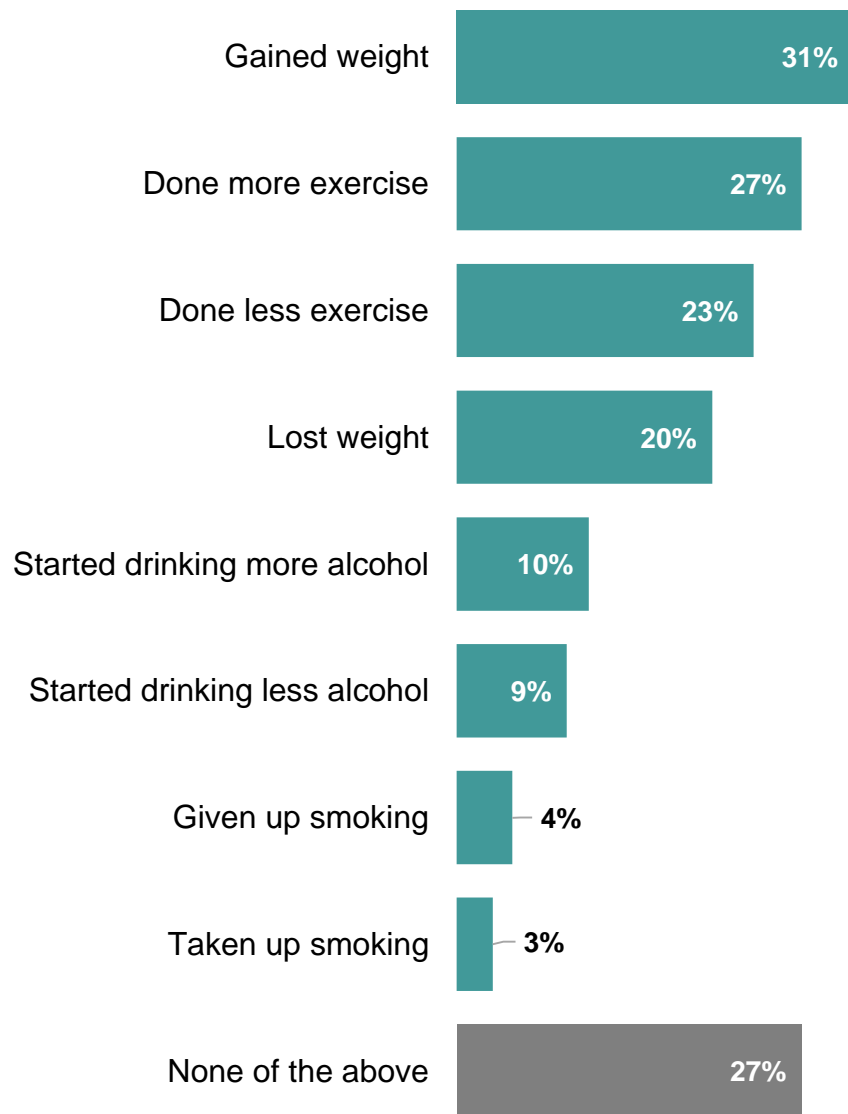 Gained weight 31%
Done more exercise 27%
Done less exercise 23%
Lost weight 20%
Started drinking more alcohol 10%
Started drinking less alcohol 9%
Given up smoking 4%
Taken up smoking 3%
None of the above 27%